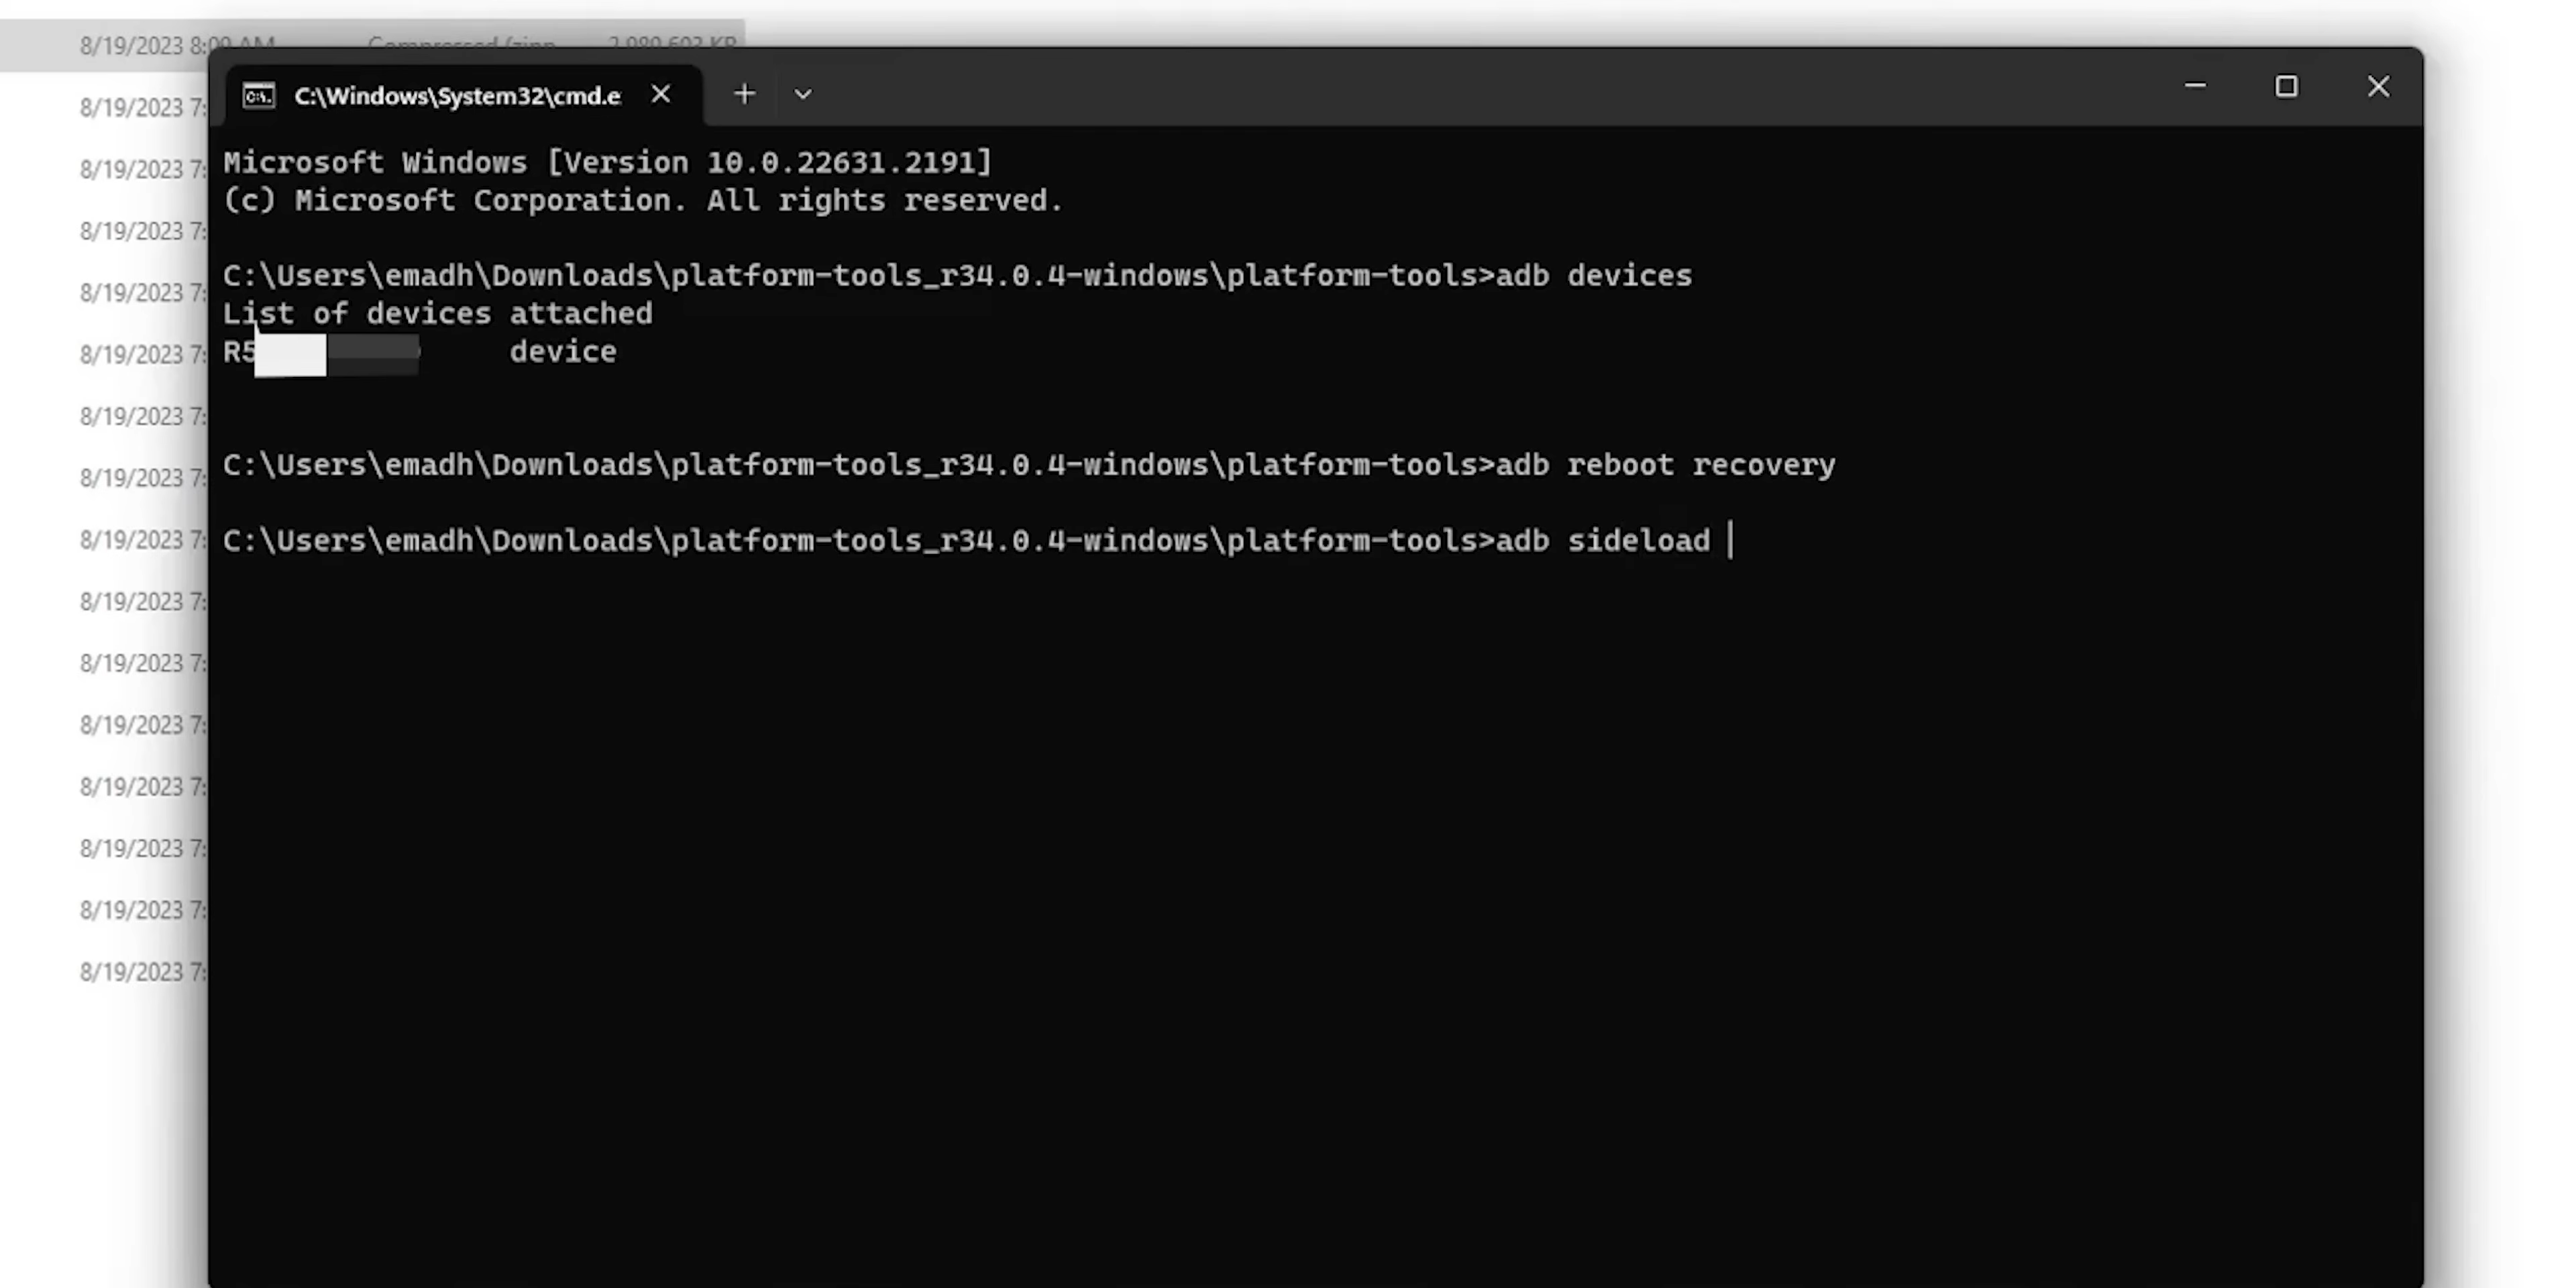 8/19/2023 8:00 AM
C:\Windows\System32\cmd.e
8/19/2023 7:
Microsoft Windows [Version 10.0.22631.2191]
8/19/2023 7:
(c) Microsoft Corporation. All rights reserved.
8/19/2023 7:
C:\Users\emadh\Downloads\platform-tools_r34.0.4-windows\platform-tools>adb devices
8/19/2023 7:
List of devices attached
8/19/2023 7:
R5 device
8/19/2023 7:
C:\Users\emadh\Downloads\platform-tools_r34.0.4-windows\platform-tools>adb reboot recovery
8/19/2023 7:
C:\Users\emadh\Downloads\platform-tools_r34.0.4-windows\platform-tools>adb sideload
8/19/2023 7:
8/19/2023 7:
8/19/2023 7:
8/19/2023 7:
8/19/2023 7:
8/19/2023 7:
8/19/2023 7:
8/19/2023 7: